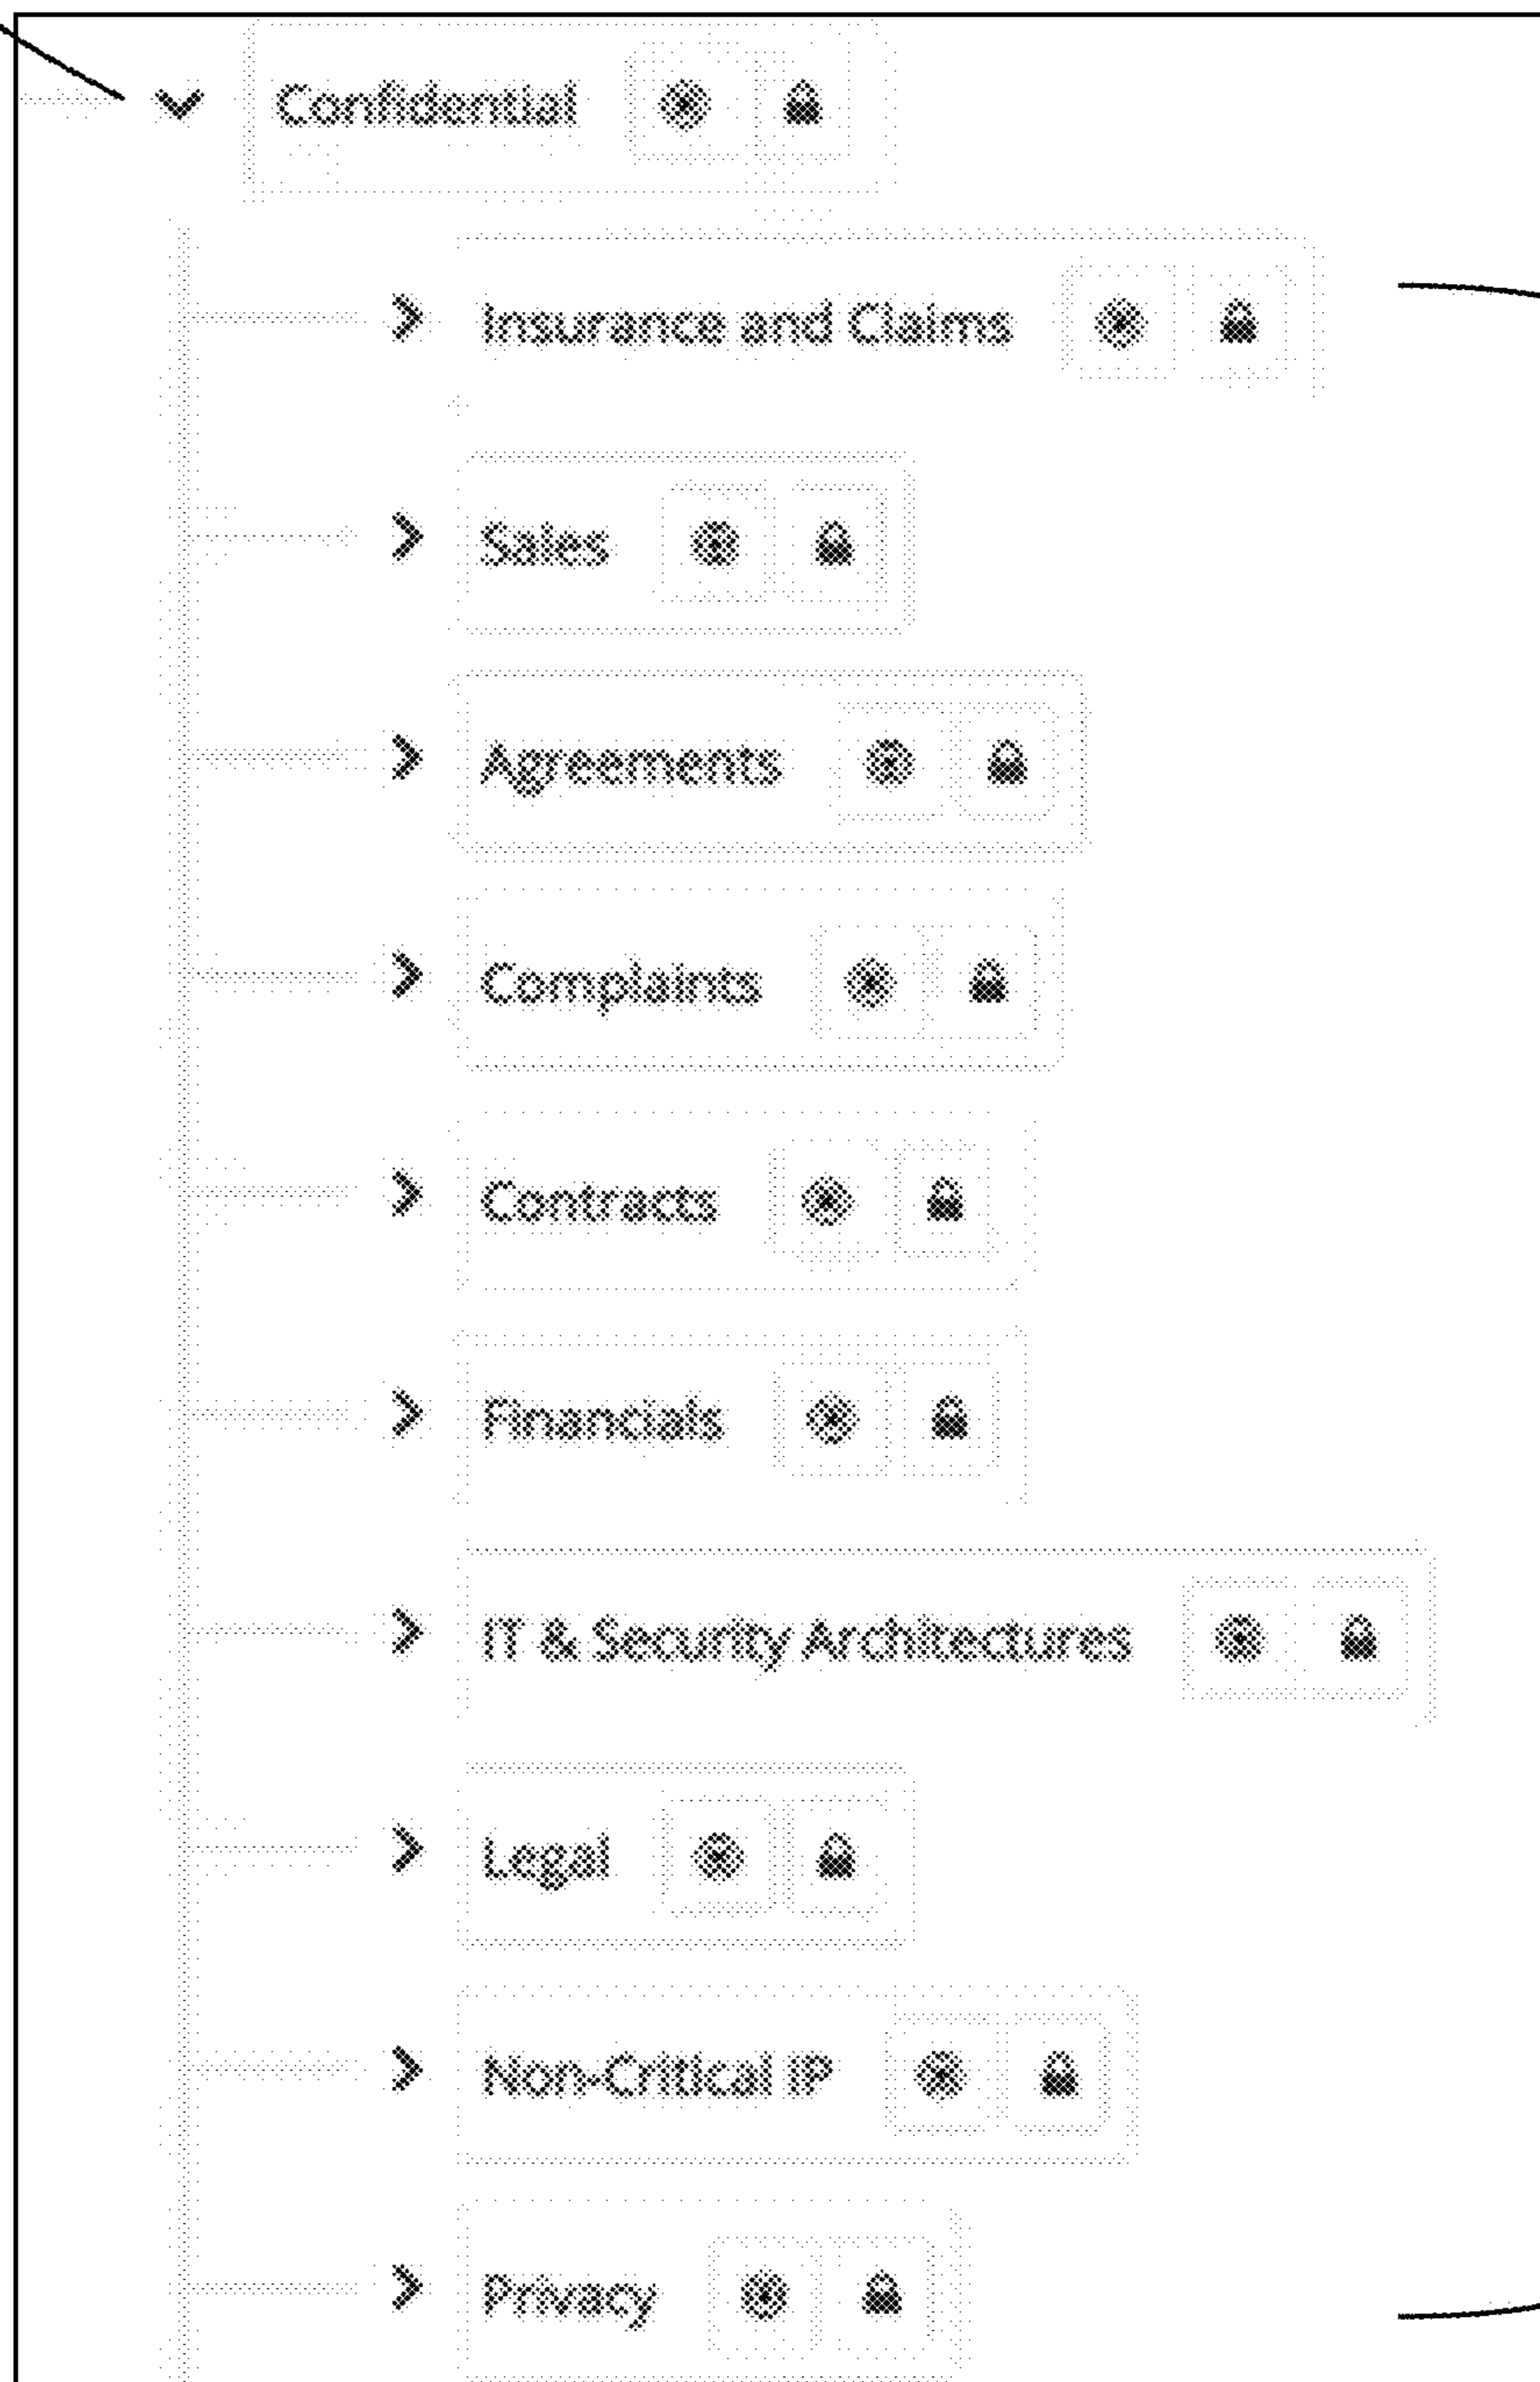 Confidential
Insurance and Claims
Sales
Agreements
Complaints
Contracts
Financials
IT & Security Architectures
Legal
Non-Critical IP
Privacy